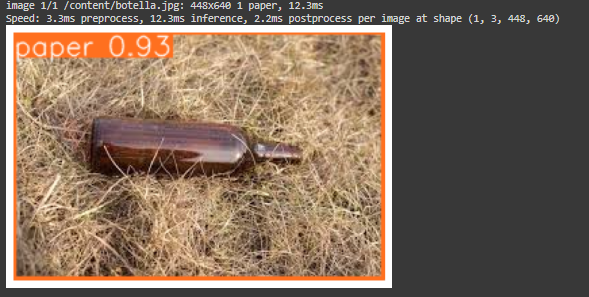 image 1/1 /content/botella.jpg: 448x640 1 paper, 12.3ms
Speed: 3.3ms preprocess, 12.3ms inference, 2.2ms postprocess per image at shape (1, 3, 448, 640)
paper 0.93